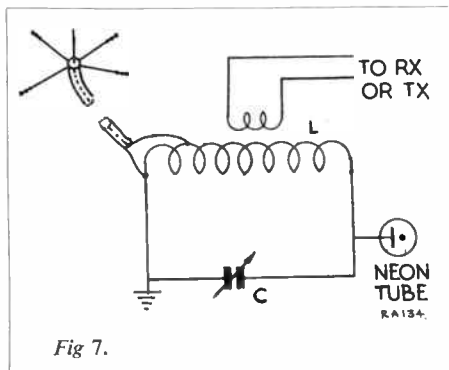 TO RX
OR TX
L
C
NEON
TUBE
RA134.
Fig 7.